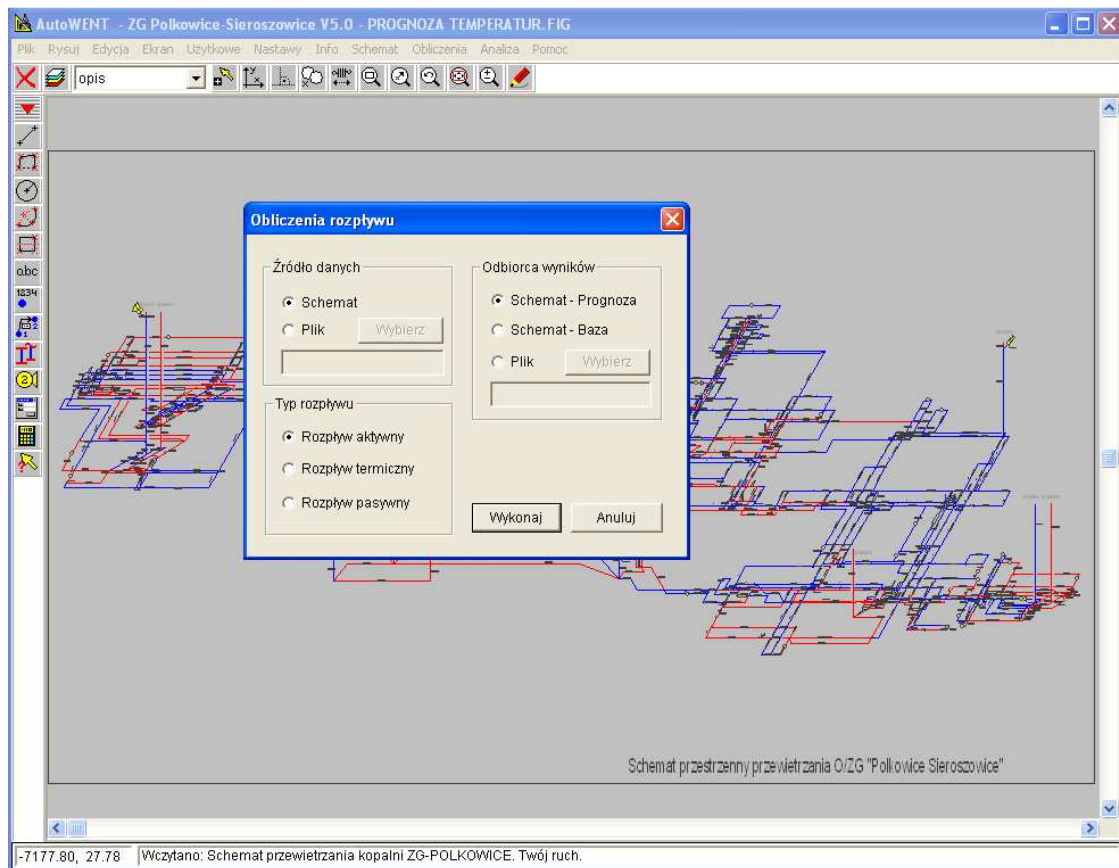 AutoWENT - ZG Polkowice-Sieroszowice V5.0 - PROGNOZA TEMPERATUR.FIG
Plik Rysuj Edycja Ekran Użytkowe Nastawy Info Schemat Obliczenia Analiza Pomoc
opis
abc
1234
2
Obliczenia rozpływu
Źródło danych
Schemat
Plik Wybierz
Typ rozpływu
Rozpływ aktywny
Rozpływ termiczny
Rozpływ pasywny
Odbiorca wyników
Schemat - Prognoza
Schemat - Baza
Plik Wybierz
Wykonaj Anuluj
Schemat przestrzenny przewietrzania O/ZG "Polkowice Sieroszowice"
-7177.80, 27.78 Wczytano: Schemat przewietrzania kopalni ZG-POLKOWICE. Twój ruch.